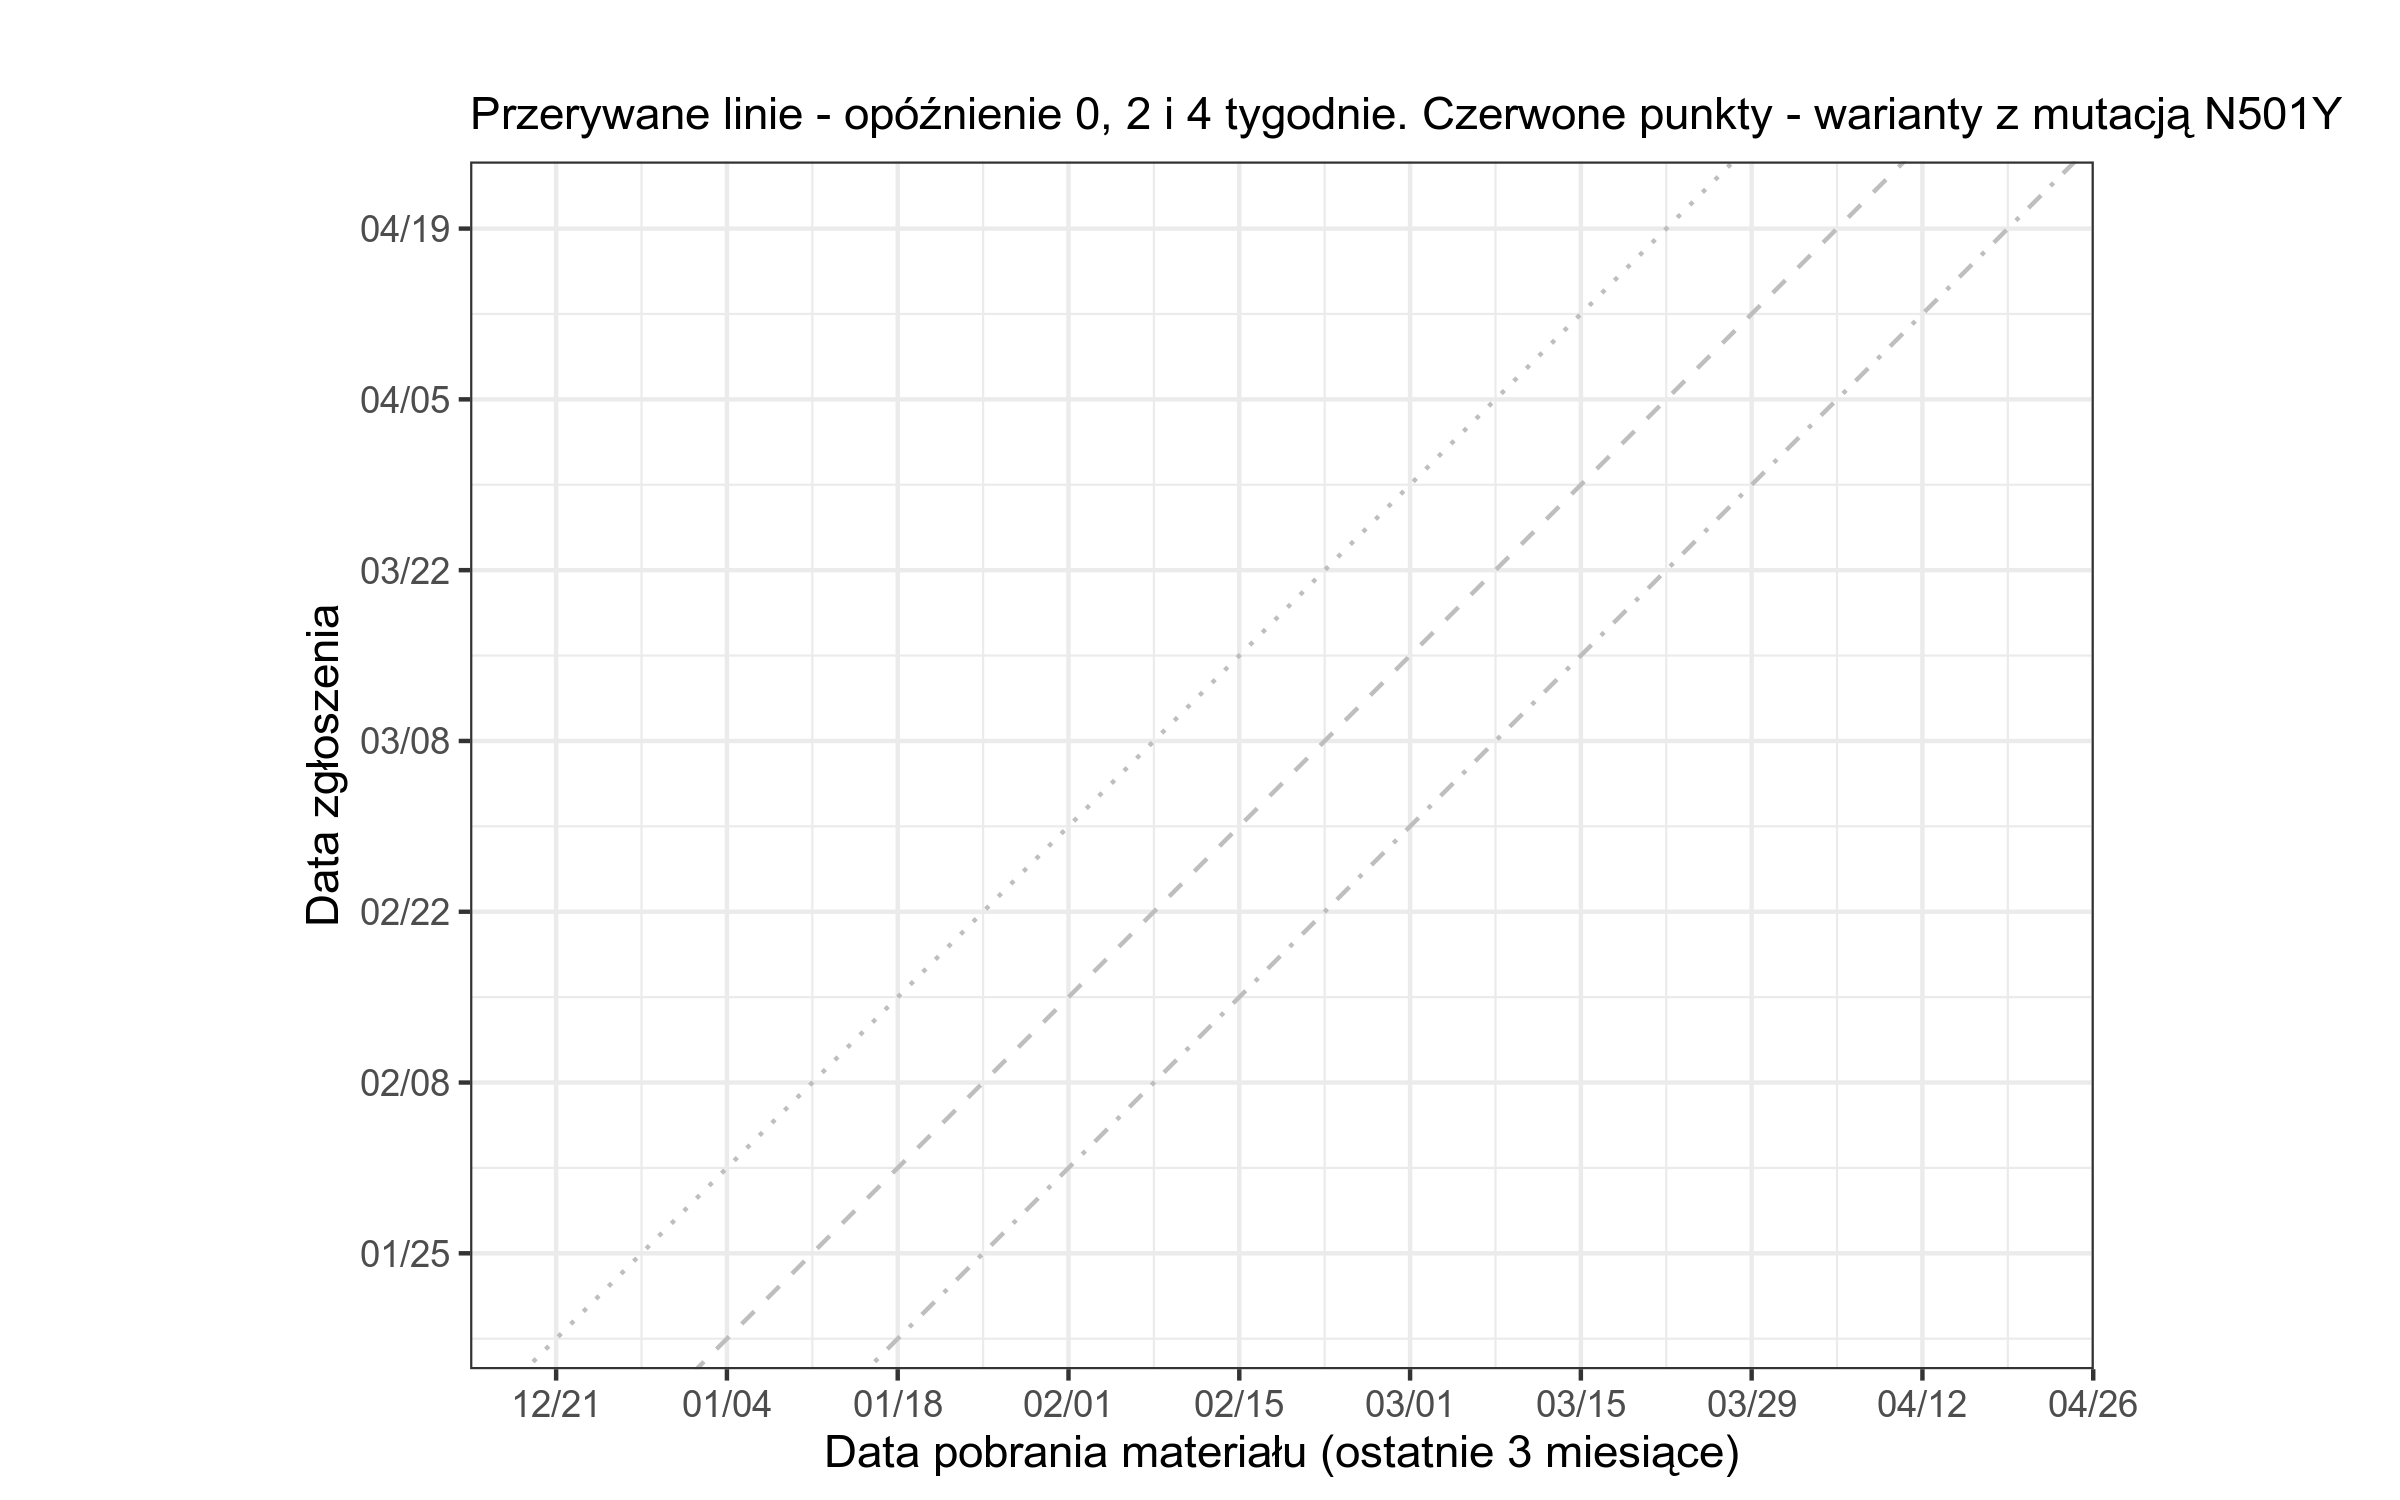 Przerywane linie - opóźnienie 0, 2 i 4 tygodnie. Czerwone punkty - warianty z mutacją N501Y
Data zgłoszenia
04/19
04/05
03/22
03/08
02/22
02/08
01/25
12/21 01/04 01/18 02/01 02/15 03/01 03/15 03/29 04/12 04/26
Data pobrania materiału (ostatnie 3 miesiące)